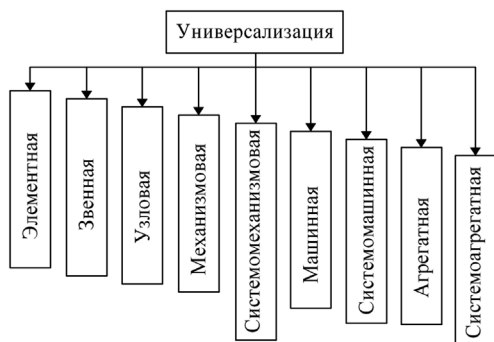 Универсализация
Элементная
Звенная
Узловая
Механизмовая
Системомеханизмовая
Машинная
Системомашинная
Агрегатная
Системоагрегатная